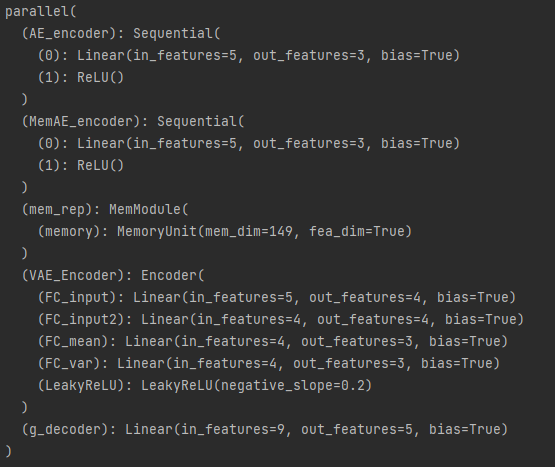 parallel(
  (AE_encoder): Sequential(
    (0): Linear(in_features=5, out_features=3, bias=True)
    (1): ReLU()
  )
  (MemAE_encoder): Sequential(
    (0): Linear(in_features=5, out_features=3, bias=True)
    (1): ReLU()
  )
  (mem_rep): MemModule(
    (memory): MemoryUnit(mem_dim=149, fea_dim=True)
  )
  (VAE_Encoder): Encoder(
    (FC_input): Linear(in_features=5, out_features=4, bias=True)
    (FC_input2): Linear(in_features=4, out_features=4, bias=True)
    (FC_mean): Linear(in_features=4, out_features=3, bias=True)
    (FC_var): Linear(in_features=4, out_features=3, bias=True)
    (LeakyReLU): LeakyReLU(negative_slope=0.2)
  )
  (g_decoder): Linear(in_features=9, out_features=5, bias=True)
)